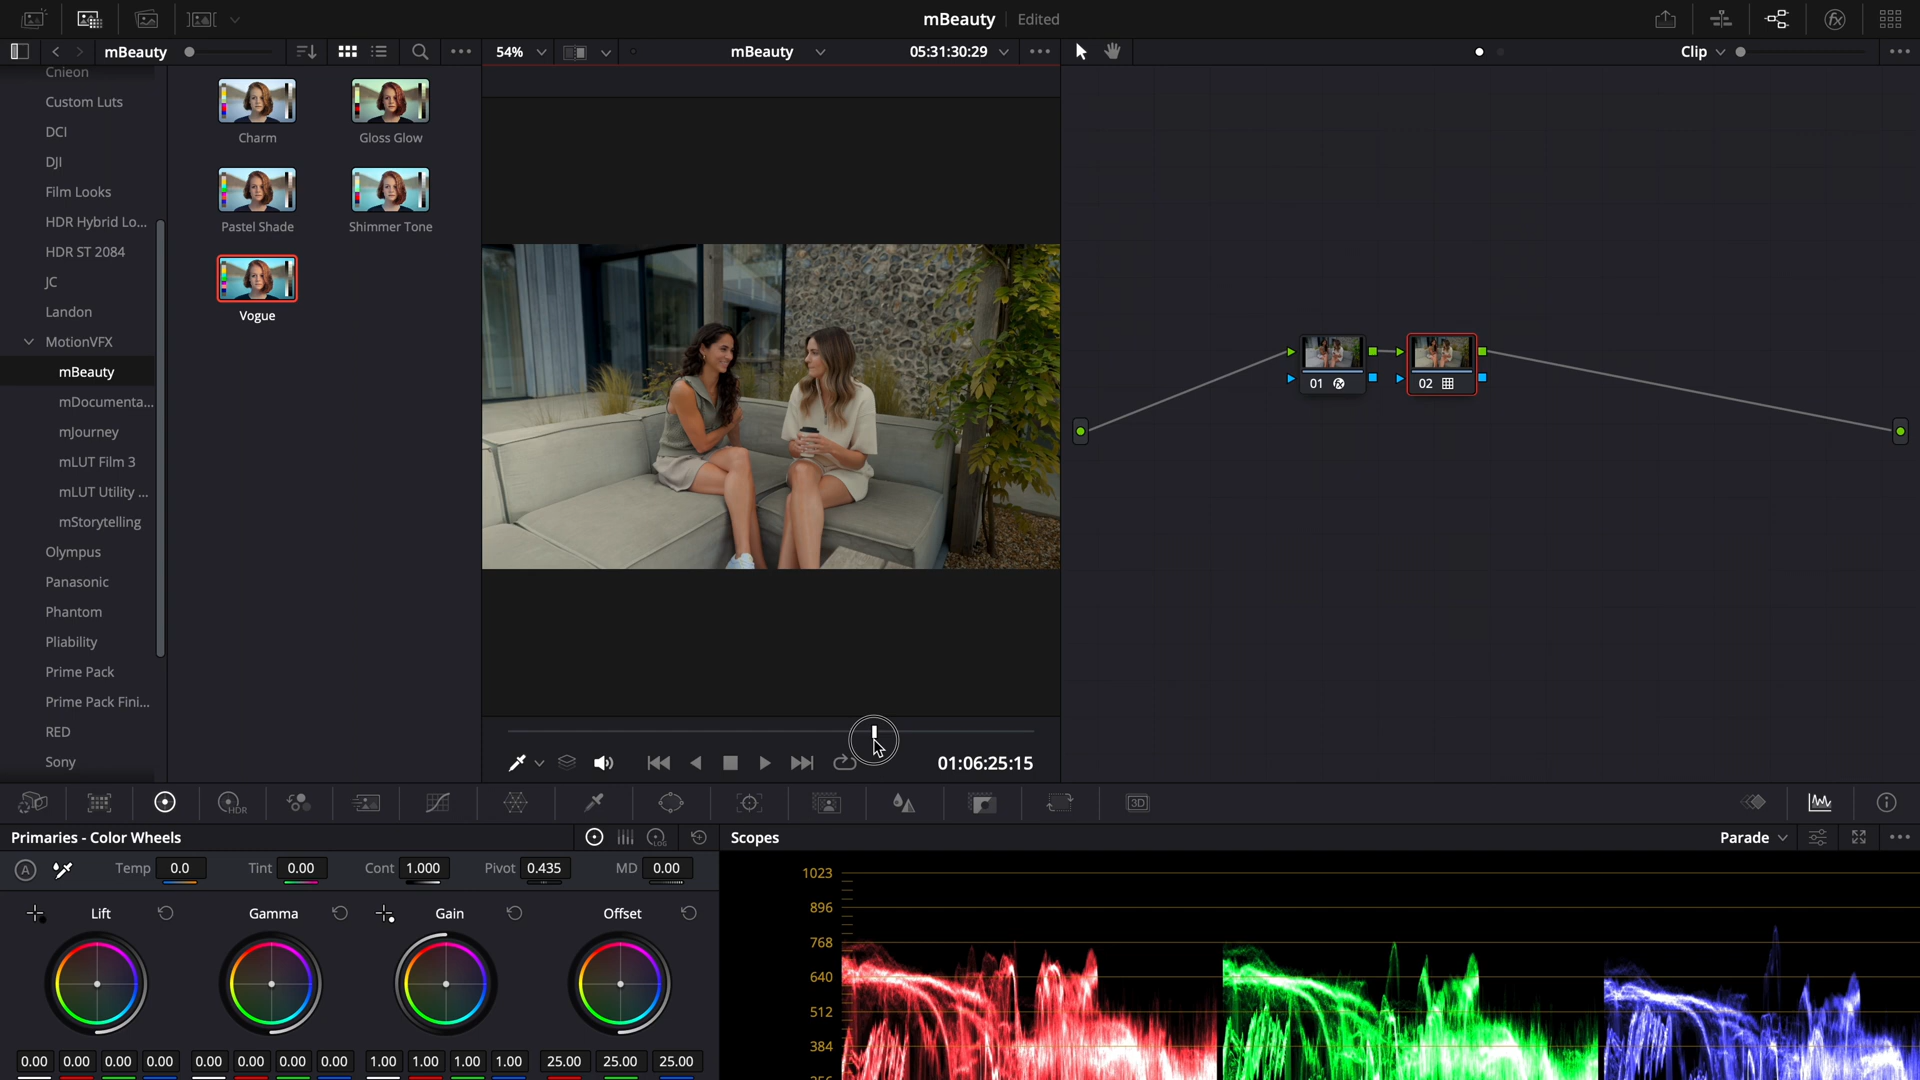 mBeauty Edited
mBeauty
54%
mBeauty
05:31:30:29
Clip
Cnieon
Custom Luts
DCI
DJI
Film Looks
HDR Hybrid Lo...
HDR ST 2084
JC
Landon
MotionVFX
mBeauty
mDocumenta...
mJourney
mLUT Film 3
mLUT Utility ...
mStorytelling
Olympus
Panasonic
Phantom
Pliability
Prime Pack
Prime Pack Fini...
RED
Sony
Charm
Gloss Glow
Pastel Shade
Shimmer Tone
Vogue
01
02
01:06:25:15
HDR
3D
Primaries - Color Wheels
LOG
Scopes
Parade
A
Temp 0.0
Tint 0.00
Cont 1.000
Pivot 0.435
MD 0.00
Lift
Gamma
Gain
Offset
0.00 0.00 0.00 0.00
0.00 0.00 0.00 0.00
1.00 1.00 1.00 1.00
25.00 25.00 25.00
1023
896
768
640
512
384